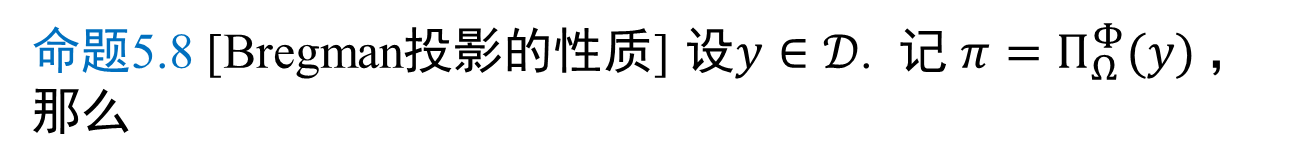 命题5.8 [Bregman投影的性质] 设y ∈ 𝒟. 记 π = Π_Ω^Φ(y)，
那么